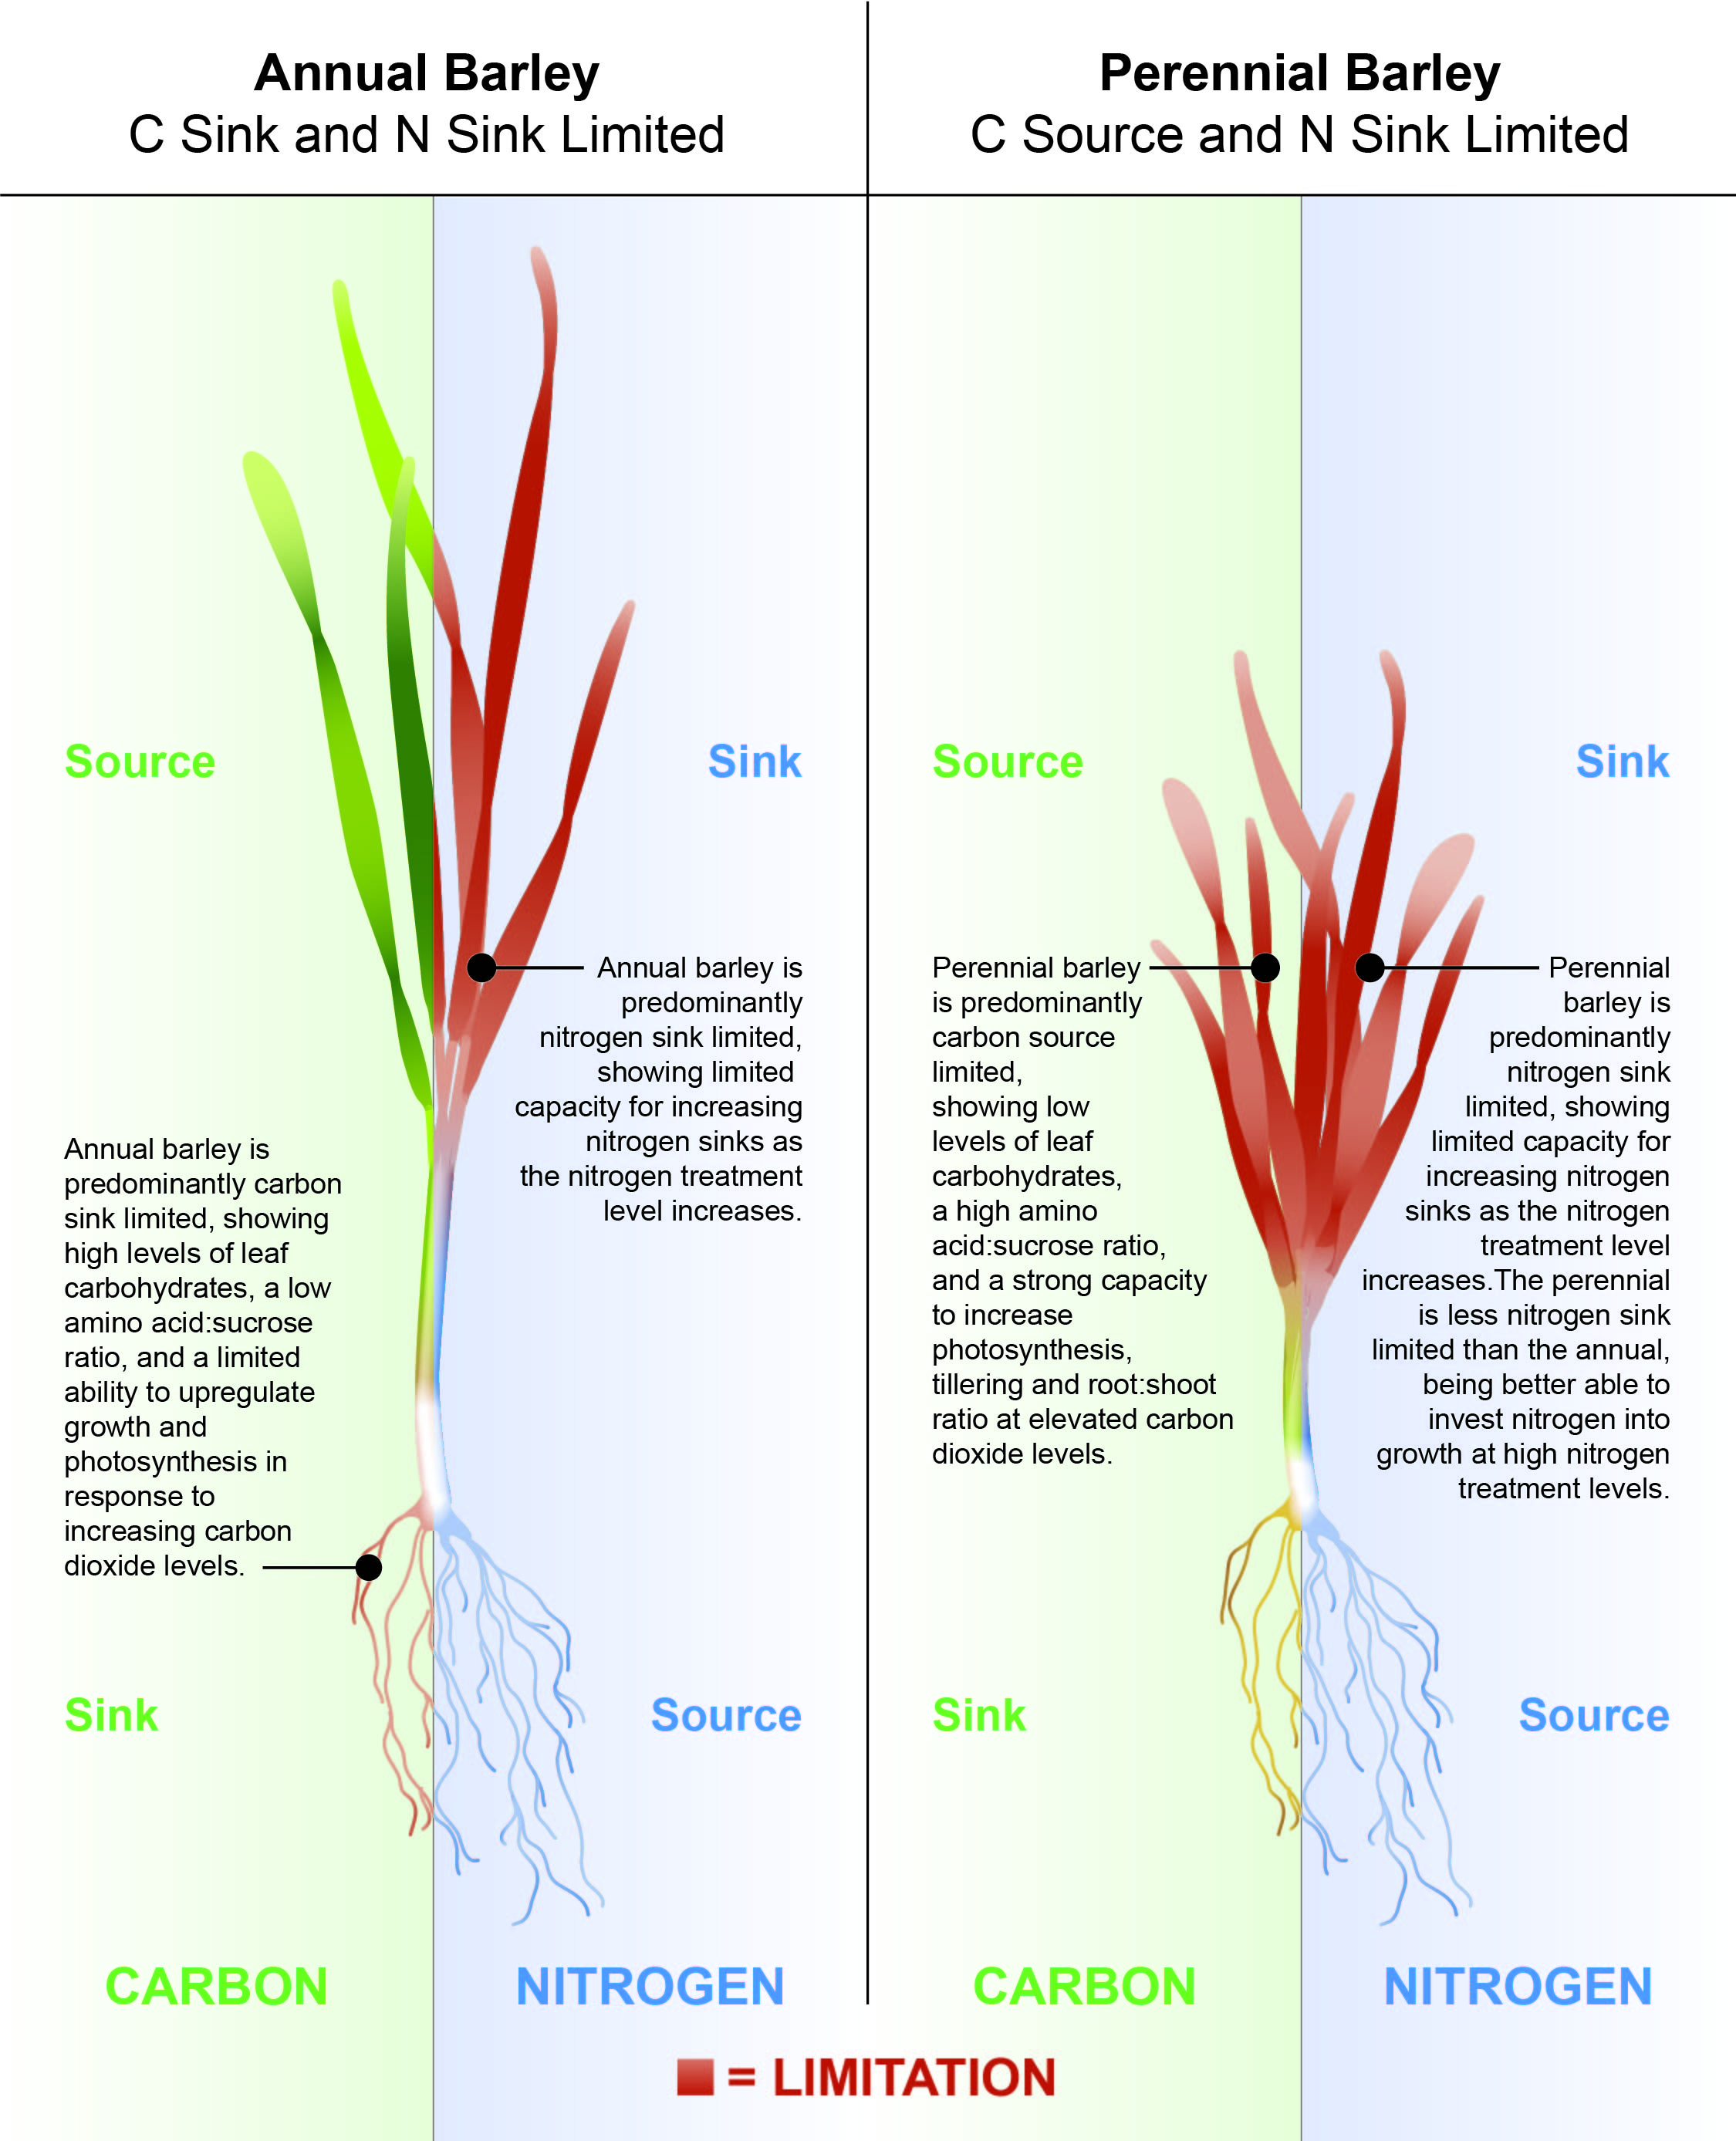 Annual Barley
C Sink and N Sink Limited
Perennial Barley
C Source and N Sink Limited
Source
Sink
Annual barley is
predominantly
nitrogen sink limited,
showing limited
capacity for increasing
nitrogen sinks as
the nitrogen treatment
level increases.
Annual barley is
predominantly carbon
sink limited, showing
high levels of leaf
carbohydrates, a low
amino acid:sucrose
ratio, and a limited
ability to upregulate
growth and
photosynthesis in
response to
increasing carbon
dioxide levels.
Sink
Source
CARBON
NITROGEN
Source
Sink
Perennial barley
is predominantly
carbon source
limited,
showing low
levels of leaf
carbohydrates,
a high amino
acid:sucrose ratio,
and a strong capacity
to increase
photosynthesis,
tillering and root:shoot
ratio at elevated carbon
dioxide levels.
Perennial
barley is
predominantly
nitrogen sink
limited, showing
limited capacity for
increasing nitrogen
sinks as the nitrogen
treatment level
increases.The perennial
is less nitrogen sink
limited than the annual,
being better able to
invest nitrogen into
growth at high nitrogen
treatment levels.
Sink
Source
CARBON
NITROGEN
= LIMITATION